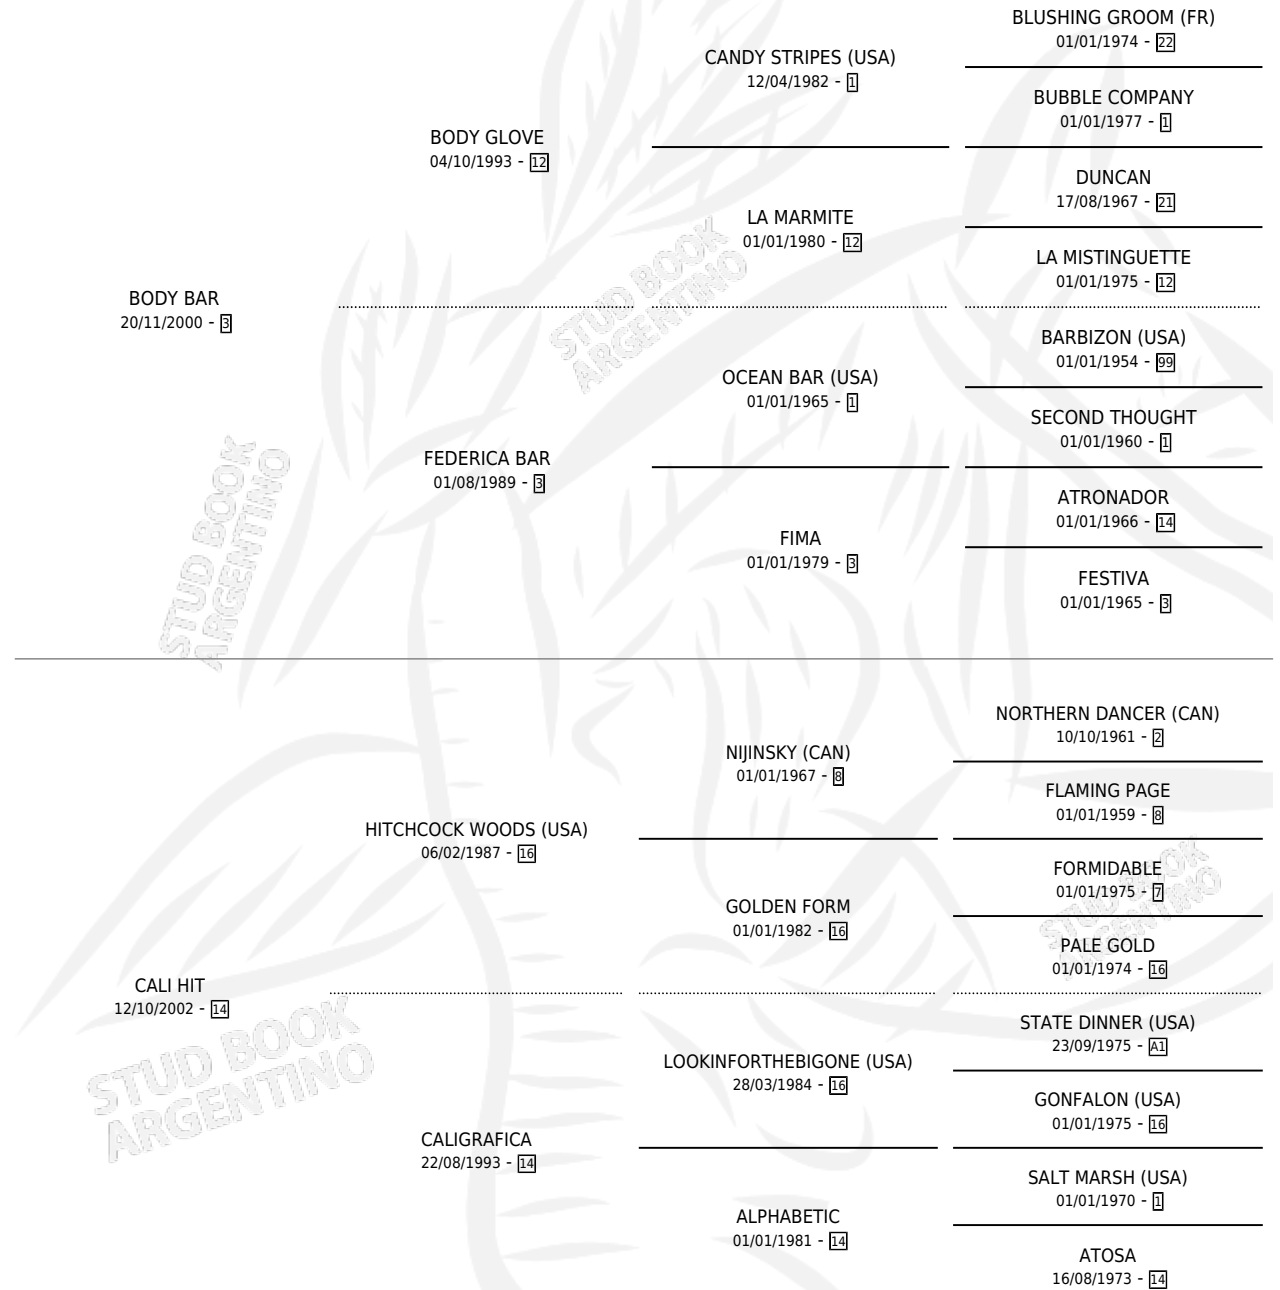 BLUSHING GROOM (FR)
01/01/1974 - 22
CANDY STRIPES (USA)
12/04/1982 - 1
BUBBLE COMPANY
01/01/1977 - 1
BODY GLOVE
04/10/1993 - 12
DUNCAN
17/08/1967 - 21
LA MARMITE
01/01/1980 - 12
LA MISTINGUETTE
01/01/1975 - 12
BODY BAR
20/11/2000 - 3
STUD BOOK
ARGENTINO
BARBIZON (USA)
01/01/1954 - 99
OCEAN BAR (USA)
01/01/1965 - 1
SECOND THOUGHT
01/01/1960 - 1
FEDERICA BAR
01/08/1989 - 3
ATRONADOR
01/01/1966 - 14
FIMA
01/01/1979 - 3
FESTIVA
01/01/1965 - 3
STUD BOOK
ARGENTINO
NORTHERN DANCER (CAN)
10/10/1961 - 2
NIJINSKY (CAN)
01/01/1967 - 8
FLAMING PAGE
01/01/1959 - 8
HITCHCOCK WOODS (USA)
06/02/1987 - 16
FORMIDABLE
01/01/1975 - 7
GOLDEN FORM
01/01/1982 - 16
PALE GOLD
01/01/1974 - 16
STUD BOOK
ARGENTINO
CALI HIT
12/10/2002 - 14
STATE DINNER (USA)
23/09/1975 - A1
LOOKINFORTHEBIGONE (USA)
28/03/1984 - 16
GONFALON (USA)
01/01/1975 - 16
STUD BOOK
ARGENTINO
CALIGRAFICA
22/08/1993 - 14
SALT MARSH (USA)
01/01/1970 - 1
ALPHABETIC
01/01/1981 - 14
ATOSA
16/08/1973 - 14